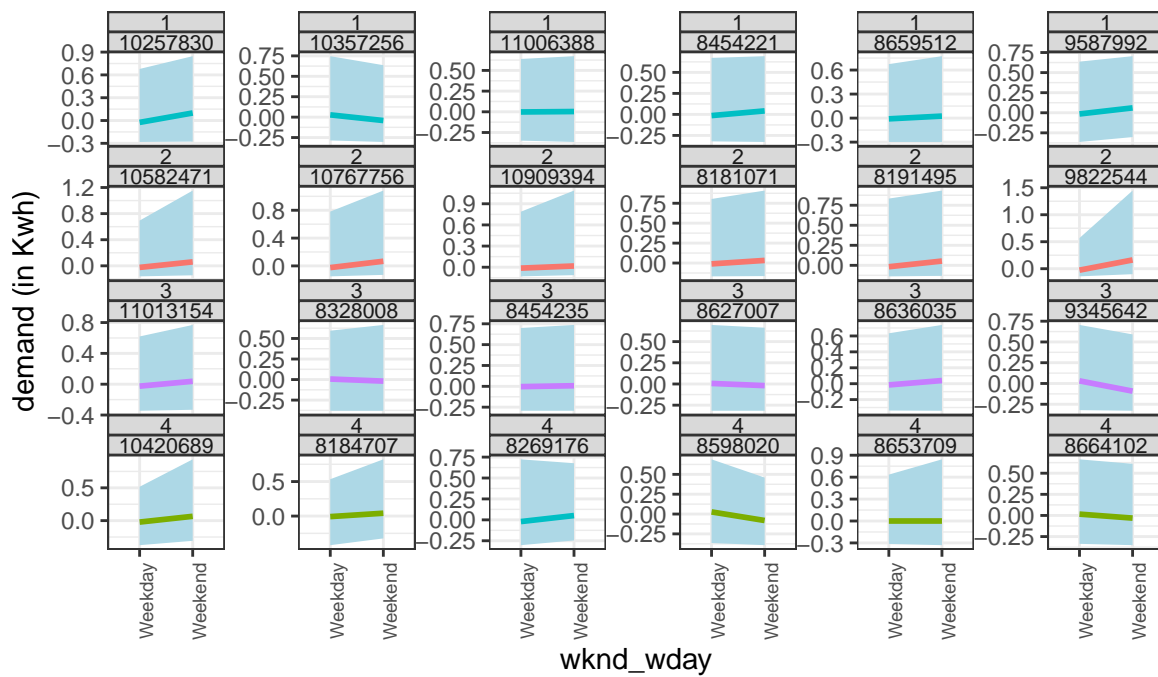 1 1 1 1 1 1
10257830 10357256 11006388 8454221 8659512 9587992
0.9 0.6 0.3 0.0 −0.3
0.75 0.50 0.25 0.00 −0.25
0.50 0.25 0.00 −0.25
0.75 0.50 0.25 0.00 −0.25
0.6 0.3 0.0 −0.3
0.75 0.50 0.25 0.00 −0.25
2 2 2 2 2 2
10582471 10767756 10909394 8181071 8191495 9822544
1.2 0.8 0.4 0.0
0.8 0.4 0.0
0.9 0.6 0.3 0.0
0.75 0.50 0.25 0.00
0.75 0.50 0.25 0.00
1.5 1.0 0.5 0.0
3 3 3 3 3 3
11013154 8328008 8454235 8627007 8636035 9345642
0.8 0.4 0.0 −0.4
0.50 0.25 0.00 −0.25
0.75 0.50 0.25 0.00 −0.25
0.75 0.50 0.25 0.00 −0.25
0.6 0.4 0.2 0.0 −0.2
0.75 0.50 0.25 0.00 −0.25
4 4 4 4 4 4
10420689 8184707 8269176 8598020 8653709 8664102
0.5 0.0
0.5 0.0
0.75 0.50 0.25 0.00 −0.25
0.75 0.50 0.25 0.00 −0.25
0.9 0.6 0.3 0.0 −0.3
0.50 0.25 0.00 −0.25
Weekday Weekend Weekday Weekend Weekday Weekend Weekday Weekend Weekday Weekend Weekday Weekend
wknd_wday
demand (in Kwh)